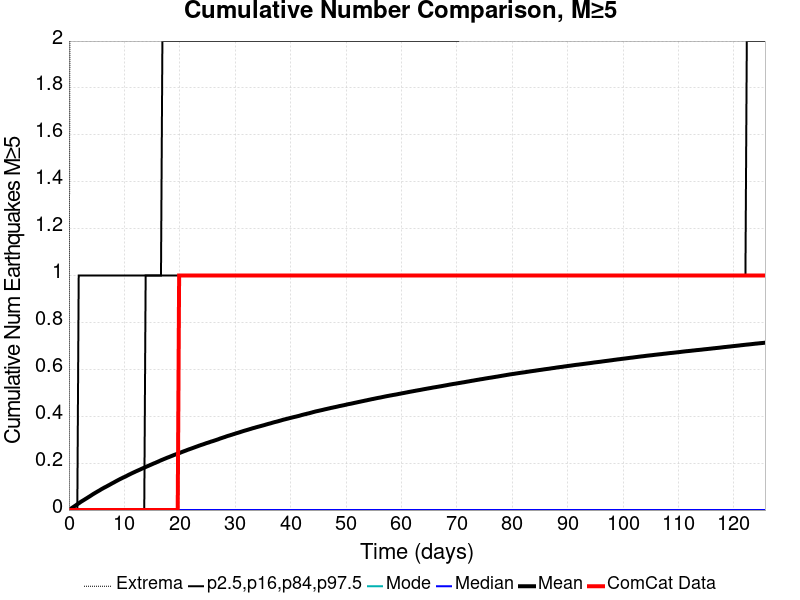 Cumulative Number Comparison, M≥5
Cumulative Num Earthquakes M≥5
2
1.8
1.6
1.4
1.2
1
0.8
0.6
0.4
0.2
0
0 10 20 30 40 50 60 70 80 90 100 110 120
Time (days)
Extrema p2.5,p16,p84,p97.5 Mode Median Mean ComCat Data